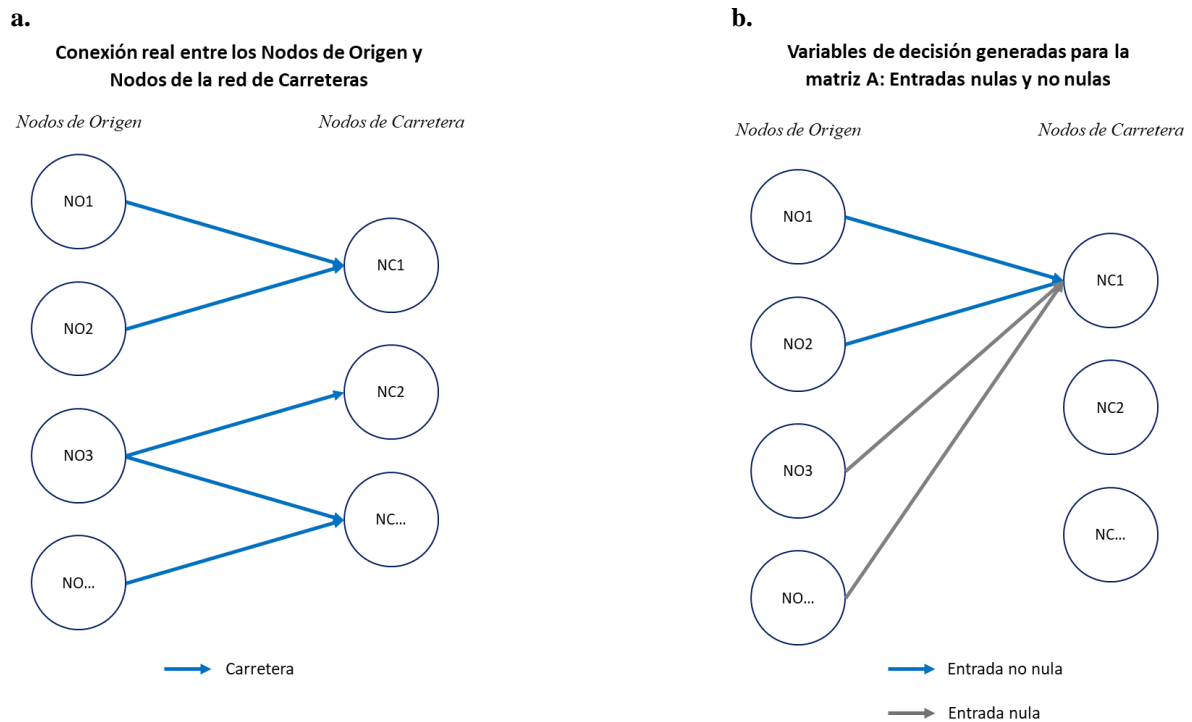 a.
Conexión real entre los Nodos de Origen y
Nodos de la red de Carreteras
Nodos de Origen
Nodos de Carretera
NO1
NC1
NO2
NC2
NO3
NC...
NO...
Carretera
b.
Variables de decisión generadas para la
matriz A: Entradas nulas y no nulas
Nodos de Origen
Nodos de Carretera
NO1
NC1
NO2
NC2
NO3
NC...
NO...
Entrada no nula
Entrada nula